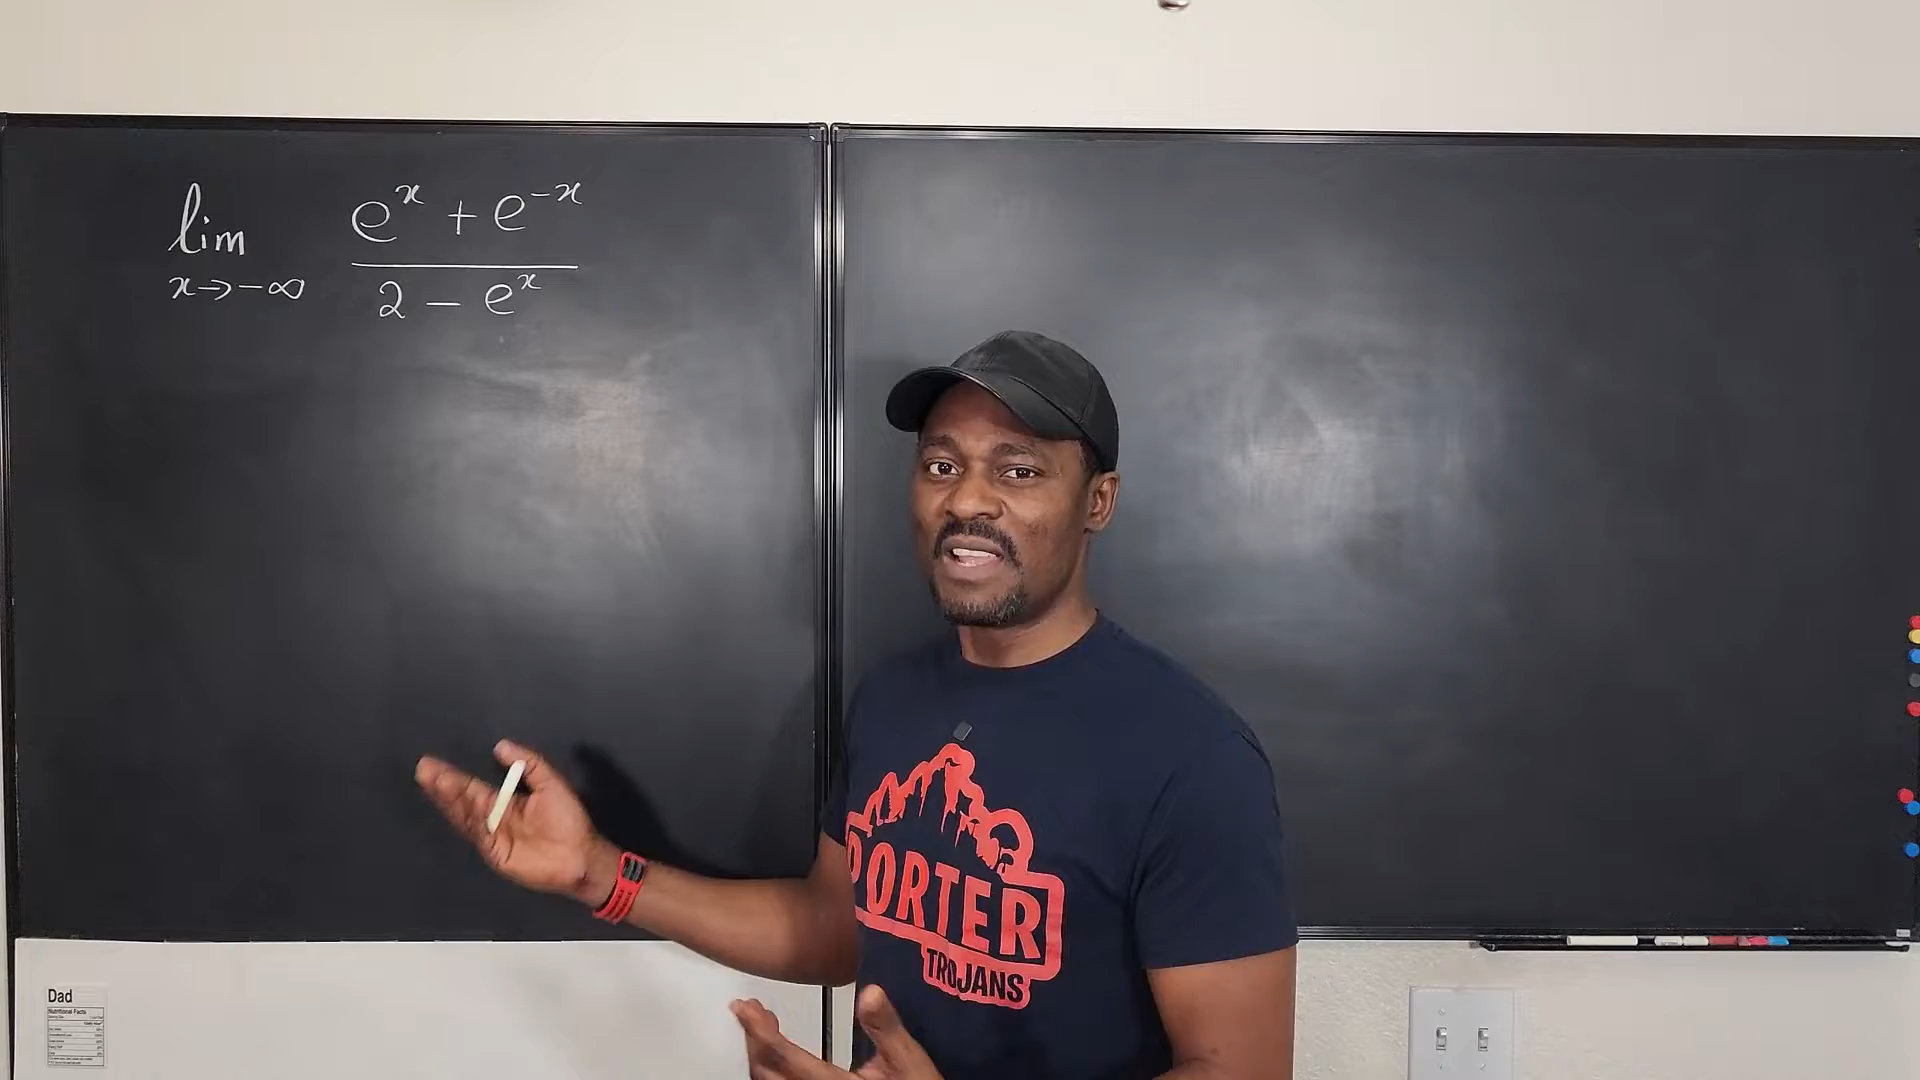 lim e^x + e^-x
x→-∞ 2 - e^x
PORTER
TROJANS
Dad
Nutritional Facts